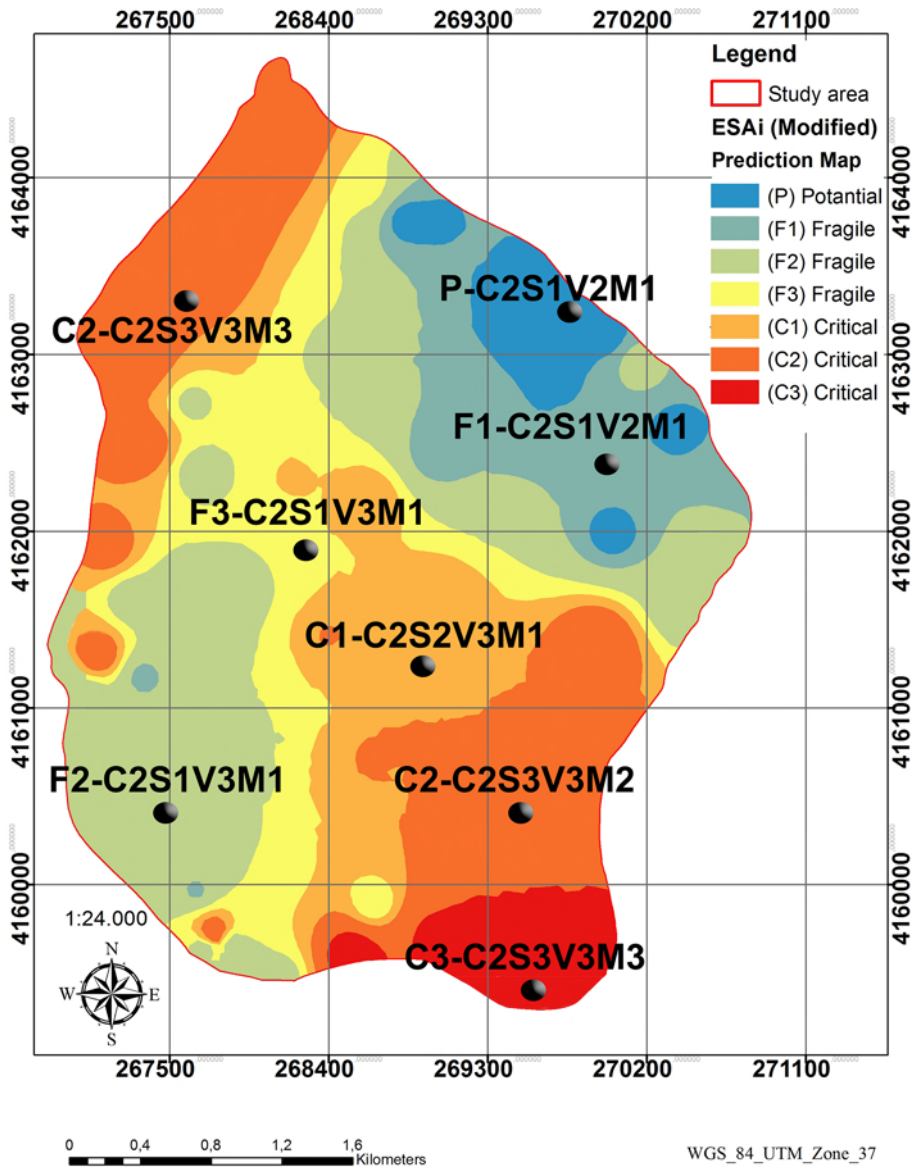 267500 268400 269300 270200 271100
Legend
Study area
ESAi (Modified)
Prediction Map
(P) Potantial
(F1) Fragile
(F2) Fragile
(F3) Fragile
(C1) Critical
(C2) Critical
(C3) Critical
4164000
4164000
P-C2S1V2M1
C2-C2S3V3M3
4163000
4163000
F1-C2S1V2M1
F3-C2S1V3M1
4162000
4162000
C1-C2S2V3M1
4161000
4161000
F2-C2S1V3M1
C2-C2S3V3M2
4160000
4160000
1:24.000
C3-C2S3V3M3
N
W E
S
267500 268400 269300 270200 271100
0 0,4 0,8 1,2 1,6
Kilometers
WGS_84_UTM_Zone_37